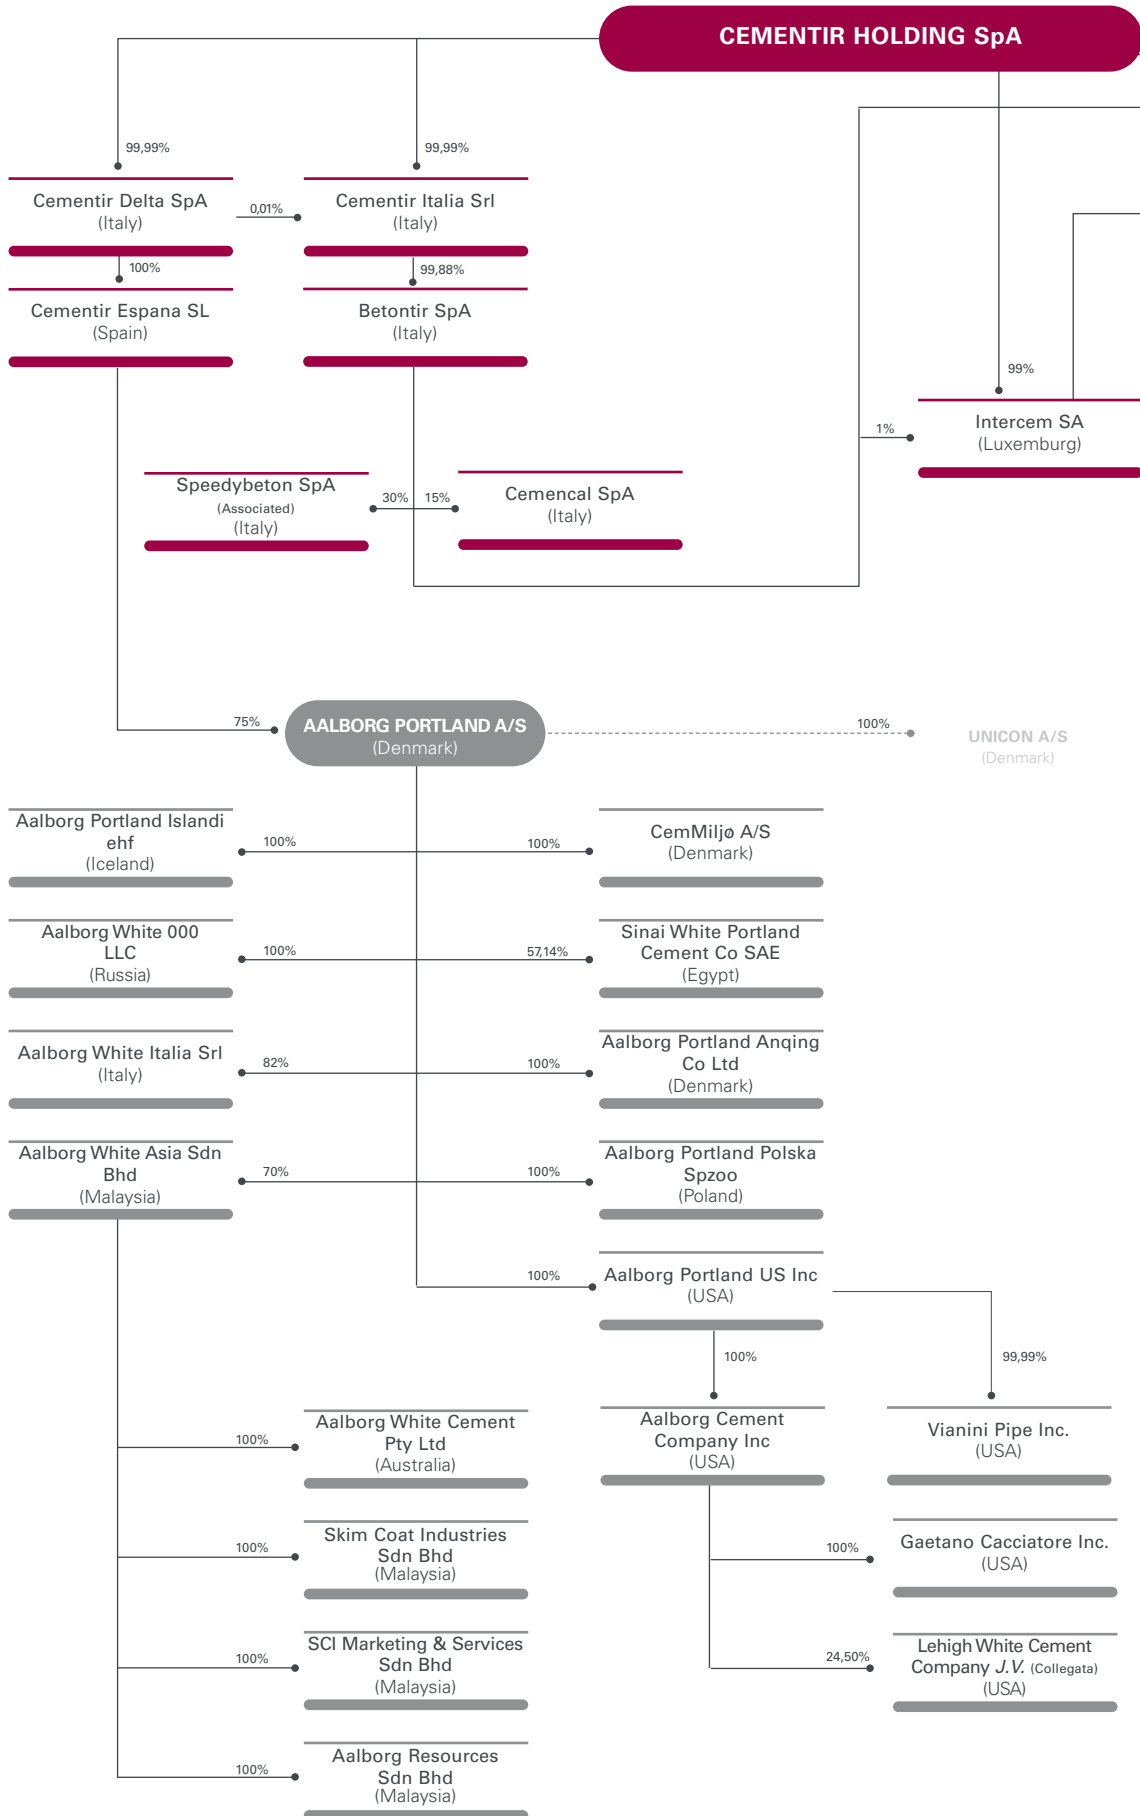 CEMENTIR HOLDING SpA
99,99%
99,99%
Cementir Delta SpA
(Italy)
0,01%
Cementir Italia Srl
(Italy)
100%
99,88%
Cementir Espana SL
(Spain)
Betontir SpA
(Italy)
99%
1%
Intercem SA
(Luxemburg)
Speedybeton SpA
(Associated)
(Italy)
30%
15%
Cemencal SpA
(Italy)
75%
AALBORG PORTLAND A/S
(Denmark)
100%
UNICON A/S
(Denmark)
Aalborg Portland Islandi
ehf
(Iceland)
100%
100%
CemMiljø A/S
(Denmark)
Aalborg White 000
LLC
(Russia)
100%
57,14%
Sinai White Portland
Cement Co SAE
(Egypt)
Aalborg White Italia Srl
(Italy)
82%
100%
Aalborg Portland Anqing
Co Ltd
(Denmark)
Aalborg White Asia Sdn
Bhd
(Malaysia)
70%
100%
Aalborg Portland Polska
Spzoo
(Poland)
100%
Aalborg Portland US Inc
(USA)
100%
99,99%
100%
Aalborg White Cement
Pty Ltd
(Australia)
Aalborg Cement
Company Inc
(USA)
Vianini Pipe Inc.
(USA)
100%
Skim Coat Industries
Sdn Bhd
(Malaysia)
100%
Gaetano Cacciatore Inc.
(USA)
100%
SCI Marketing & Services
Sdn Bhd
(Malaysia)
24,50%
Lehigh White Cement
Company J.V. (Collegata)
(USA)
100%
Aalborg Resources
Sdn Bhd
(Malaysia)